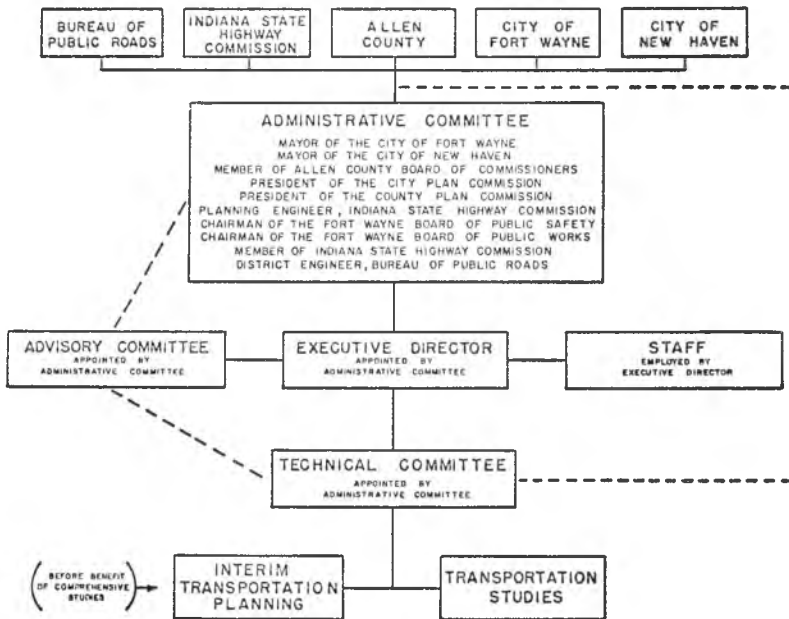 BUREAU OF
PUBLIC ROADS
INDIANA STATE
HIGHWAY
COMMISSION
ALLEN
COUNTY
CITY OF
FORT WAYNE
CITY OF
NEW HAVEN
ADMINISTRATIVE COMMITTEE
MAYOR OF THE CITY OF FORT WAYNE
MAYOR OF THE CITY OF NEW HAVEN
MEMBER OF ALLEN COUNTY BOARD OF COMMISSIONERS
PRESIDENT OF THE CITY PLAN COMMISSION
PRESIDENT OF THE COUNTY PLAN COMMISSION
PLANNING ENGINEER, INDIANA STATE HIGHWAY COMMISSION
CHAIRMAN OF THE FORT WAYNE BOARD OF PUBLIC SAFETY
CHAIRMAN OF THE FORT WAYNE BOARD OF PUBLIC WORKS
MEMBER OF INDIANA STATE HIGHWAY COMMISSION
DISTRICT ENGINEER, BUREAU OF PUBLIC ROADS
ADVISORY COMMITTEE
APPOINTED BY
ADMINISTRATIVE COMMITTEE
EXECUTIVE DIRECTOR
APPOINTED BY
ADMINISTRATIVE COMMITTEE
STAFF
EMPLOYED BY
EXECUTIVE DIRECTOR
TECHNICAL COMMITTEE
APPOINTED BY
ADMINISTRATIVE COMMITTEE
(BEFORE BENEFIT
OF COMPREHENSIVE
STUDIES)
INTERIM
TRANSPORTATION
PLANNING
TRANSPORTATION
STUDIES